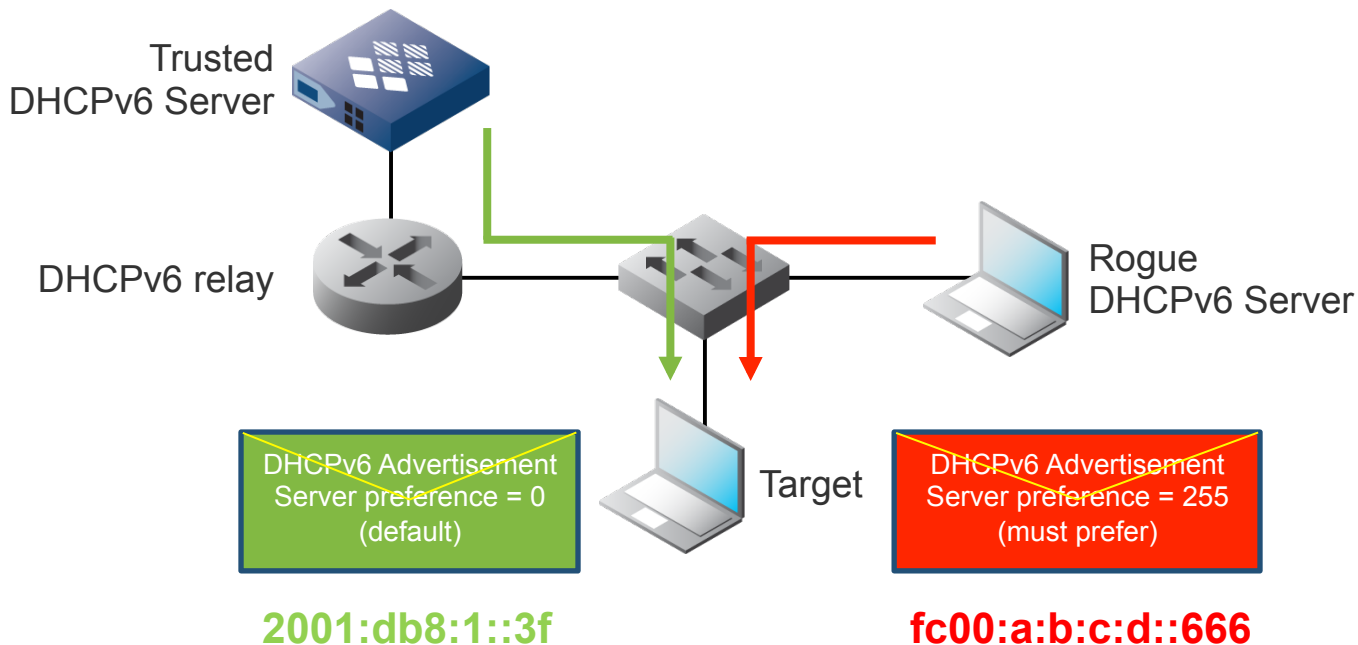 Trusted
DHCPv6 Server
DHCPv6 relay
Rogue
DHCPv6 Server
Target
DHCPv6 Advertisement
Server preference = 0
(default)
DHCPv6 Advertisement
Server preference = 255
(must prefer)
2001:db8:1::3f
fc00:a:b:c:d::666